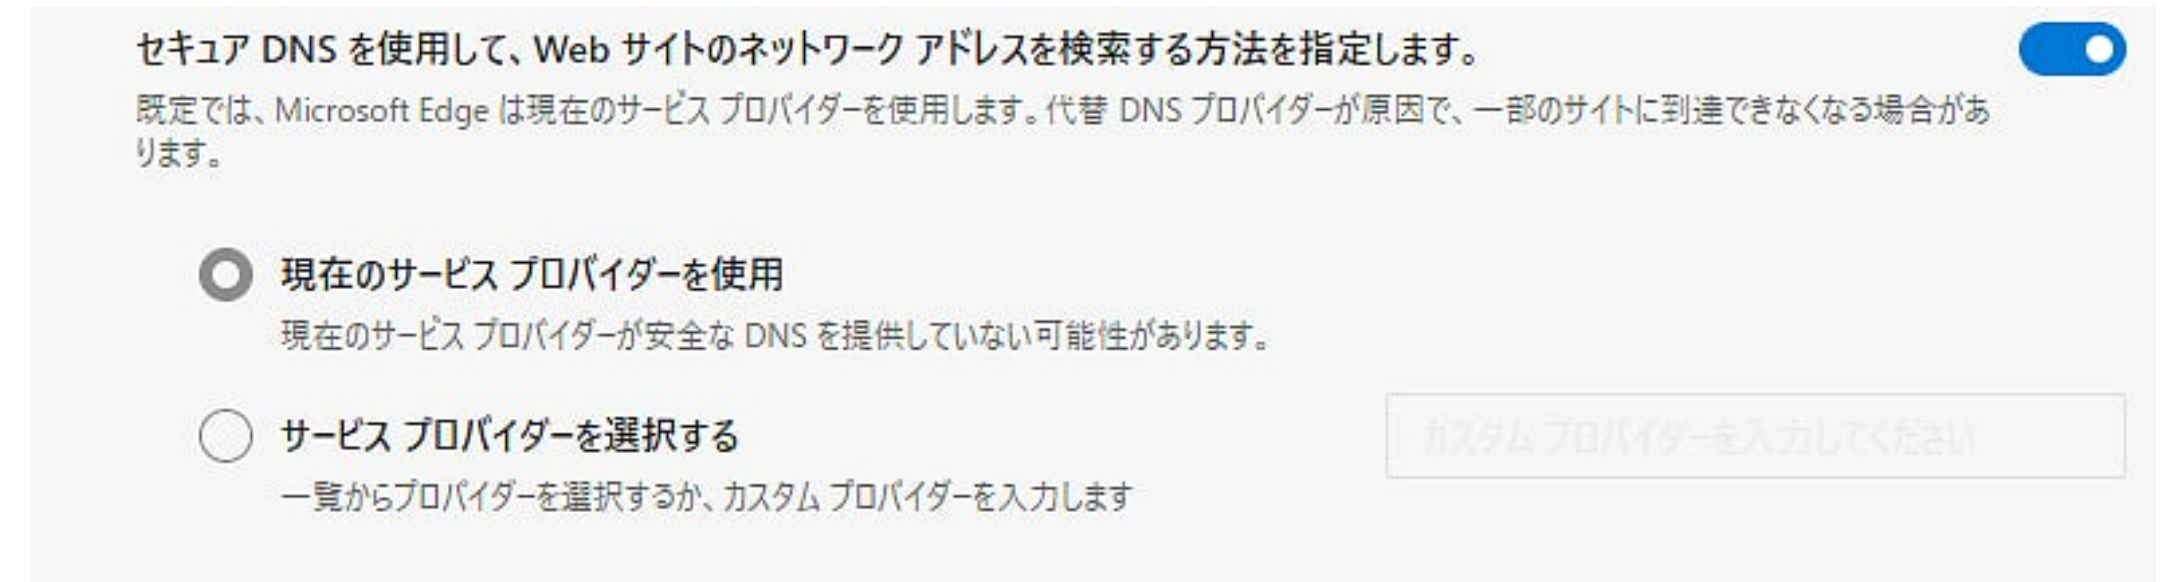 セキュア DNS を使用して、Web サイトのネットワーク アドレスを検索する方法を指定します。
既定では、Microsoft Edge は現在のサービス プロバイダーを使用します。代替 DNS プロバイダーが原因で、一部のサイトに到達できなくなる場合があ
ります。
現在のサービス プロバイダーを使用
現在のサービス プロバイダーが安全な DNS を提供していない可能性があります。
サービス プロバイダーを選択する
カスタム プロバイダーを入力してください
一覧からプロバイダーを選択するか、カスタム プロバイダーを入力します